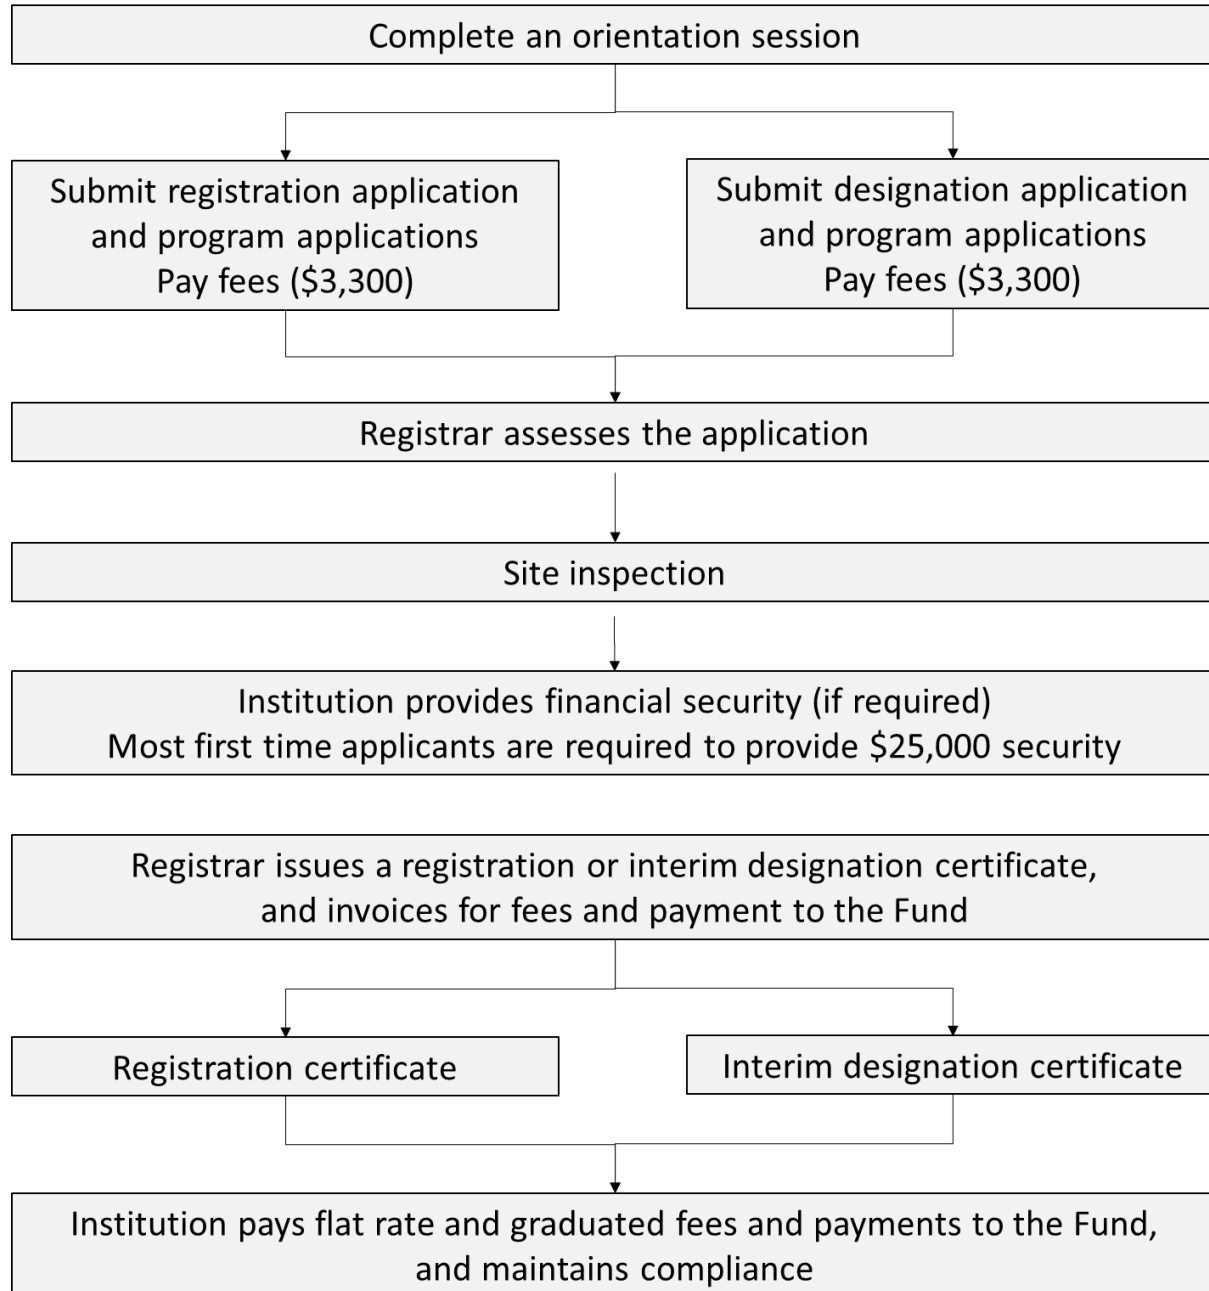 Complete an orientation session
Submit registration application
and program applications
Pay fees ($3,300)
Submit designation application
and program applications
Pay fees ($3,300)
Registrar assesses the application
Site inspection
Institution provides financial security (if required)
Most first time applicants are required to provide $25,000 security
Registrar issues a registration or interim designation certificate,
and invoices for fees and payment to the Fund
Registration certificate
Interim designation certificate
Institution pays flat rate and graduated fees and payments to the Fund,
and maintains compliance